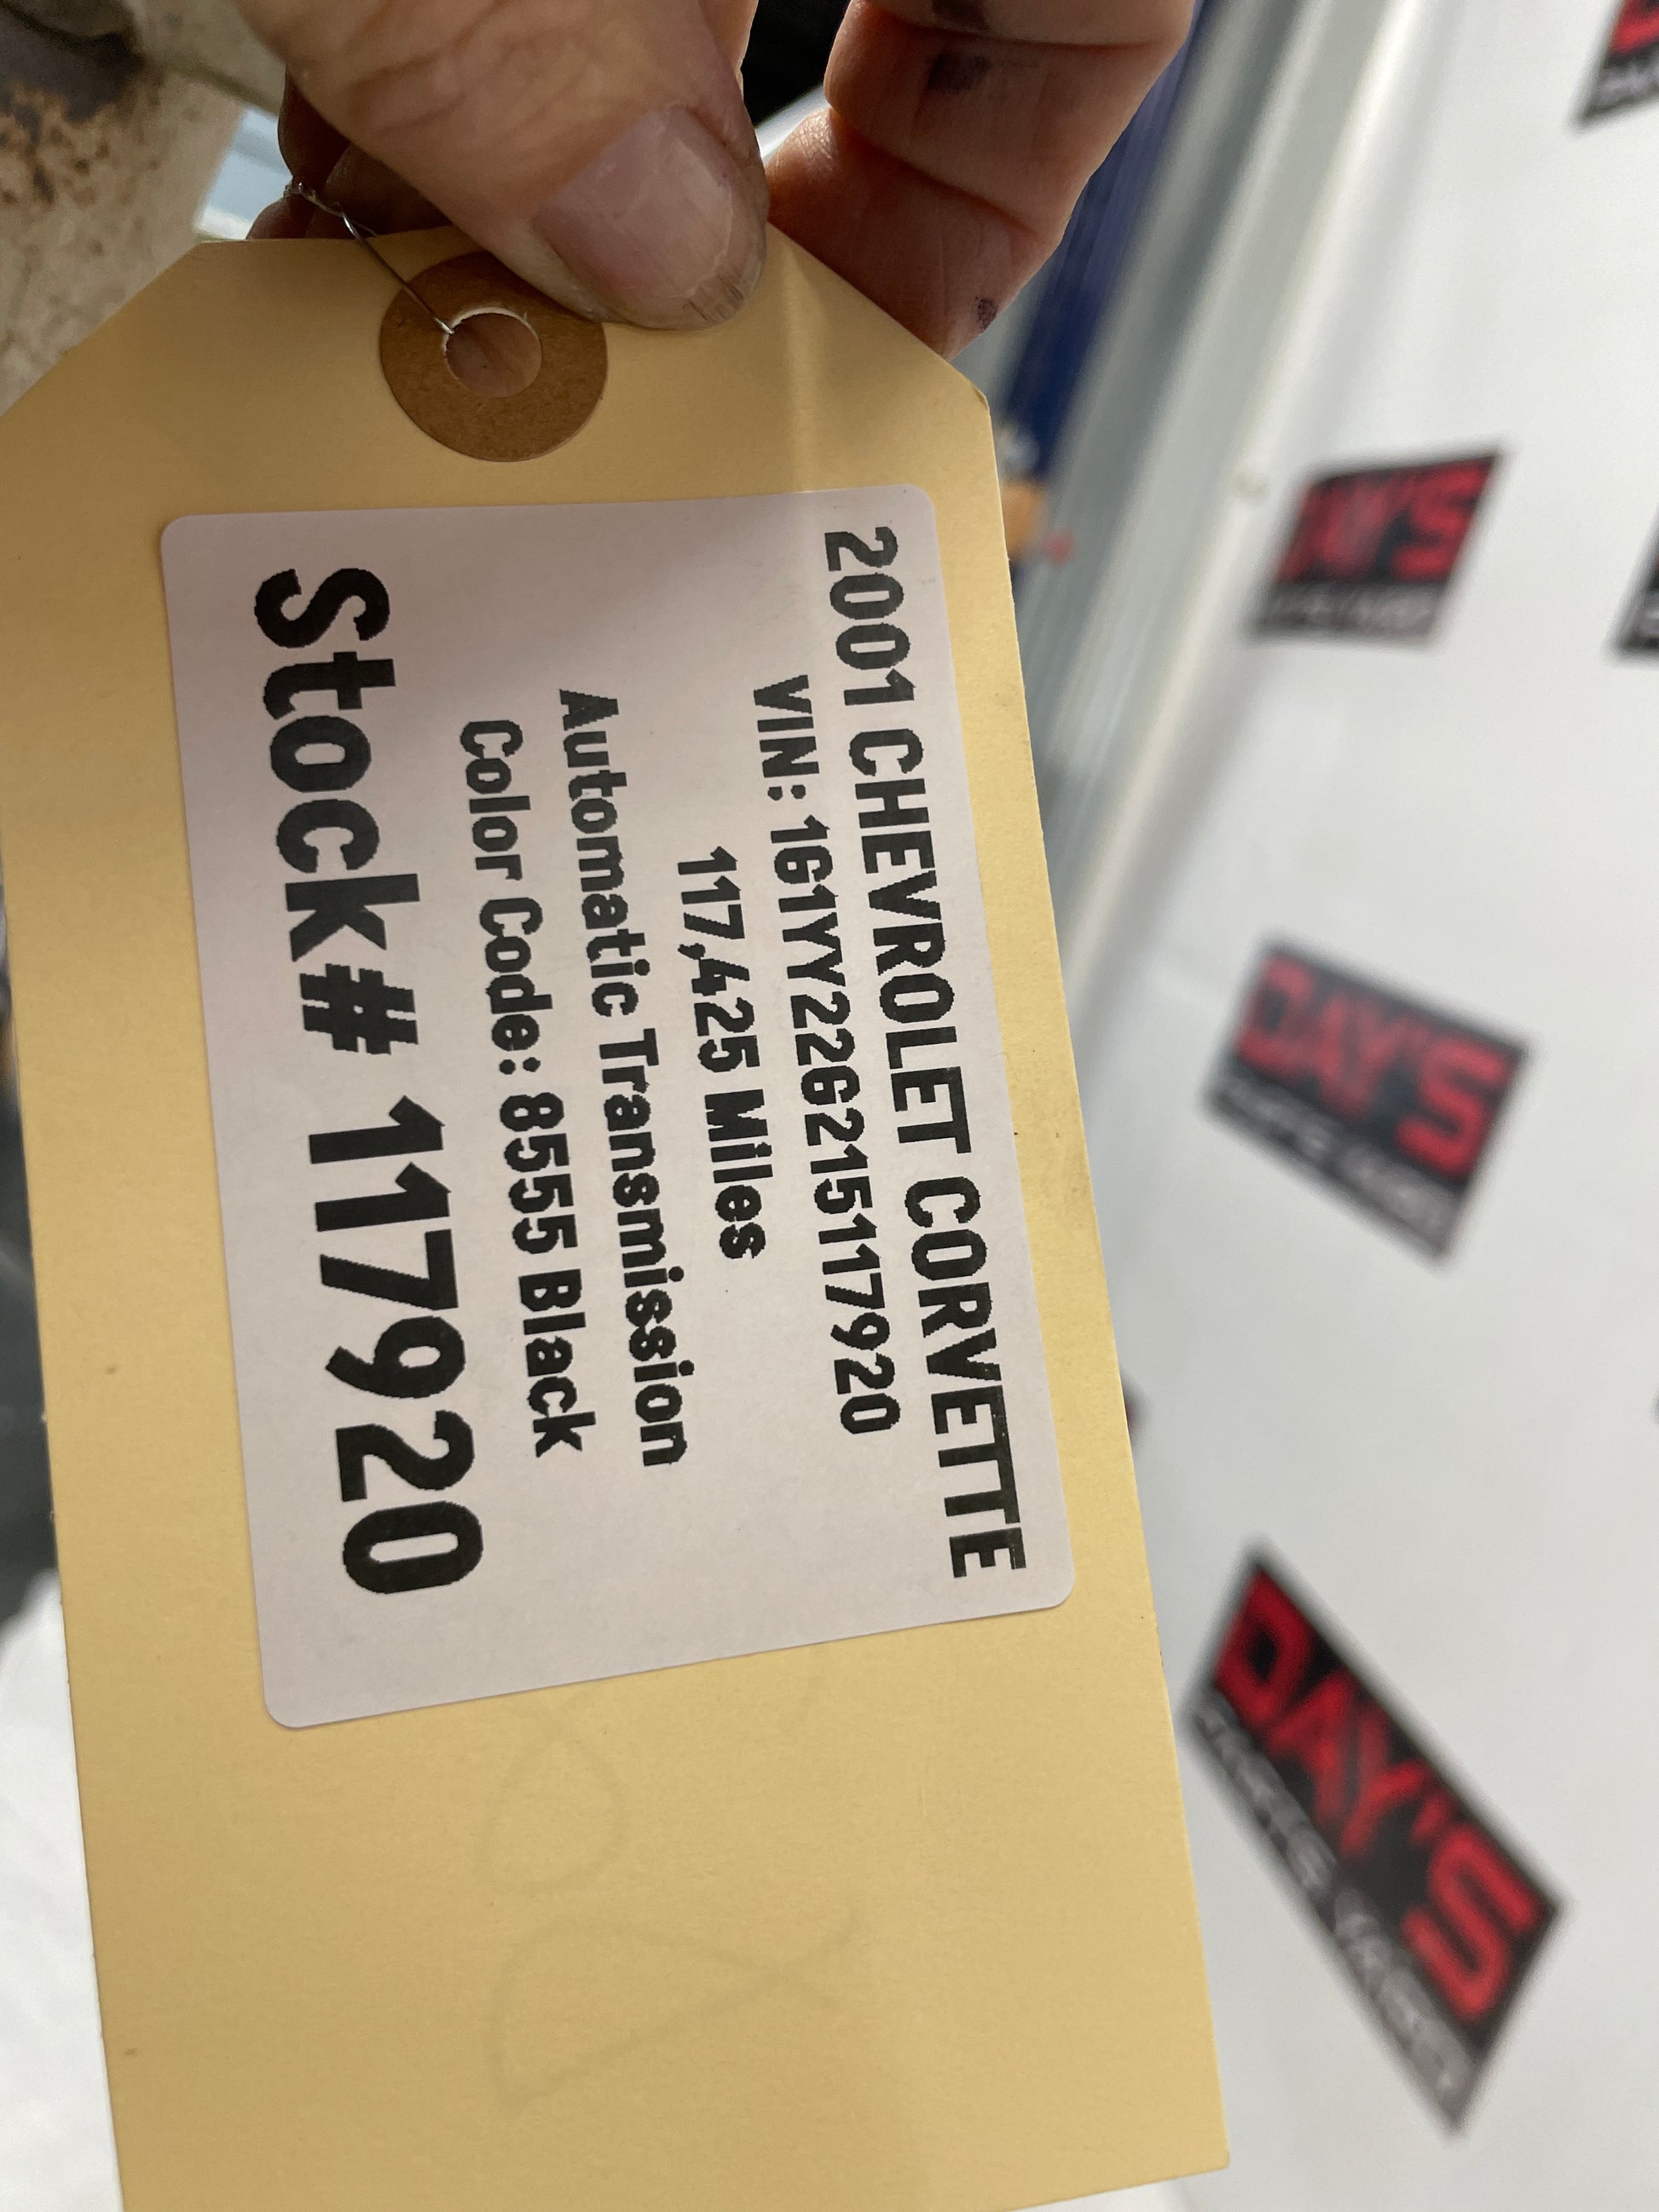 2001 CHEVROLET CORVETTE
VIN: 1G1YY22G215117920
117,425 Miles
Automatic Transmission
Color Code: 8555 Black
Stock# 117920
DAY'S
DAY'S
DAY'S